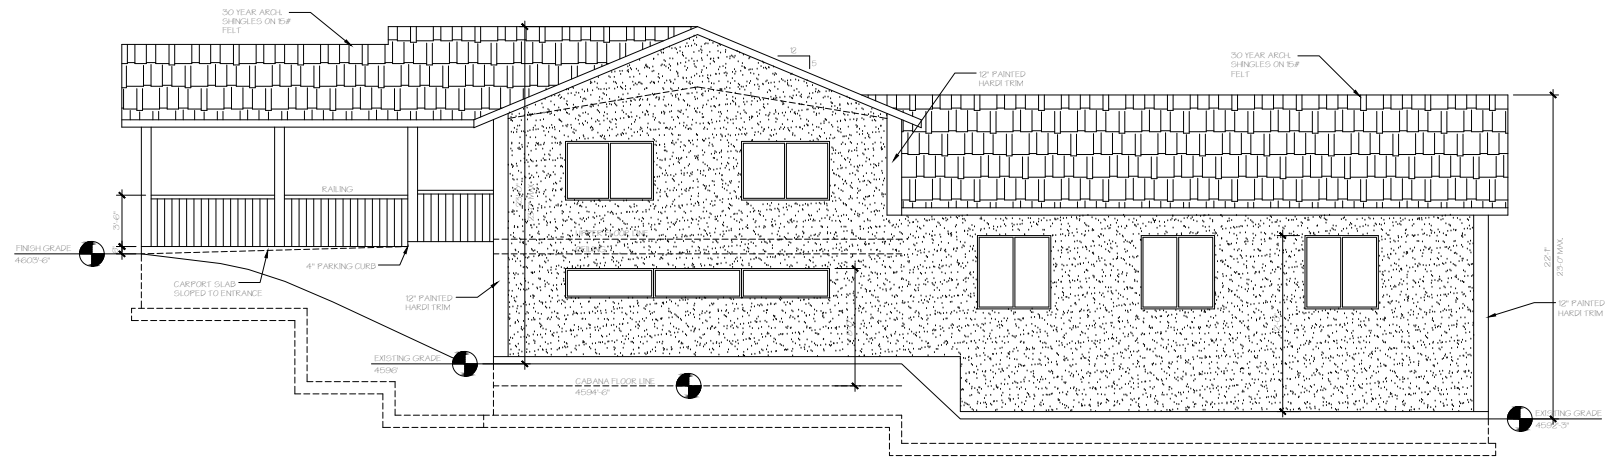 30 YEAR ARCH.
SHINGLES ON 15#
FELT
12
5
12" PAINTED
HARDI TRIM
30 YEAR ARCH.
SHINGLES ON 15#
FELT
RAILING
3'-6"
FINISH GRADE
4603'-6"
4" PARKING CURB
CARPORT SLAB
SLOPED TO ENTRANCE
12" PAINTED
HARDI TRIM
22'-1"
23'-0" MAX.
12" PAINTED
HARDI TRIM
EXISTING GRADE
4596'
CABANA FLOOR LINE
4594'-6"
EXISTING GRADE
4592'-3"